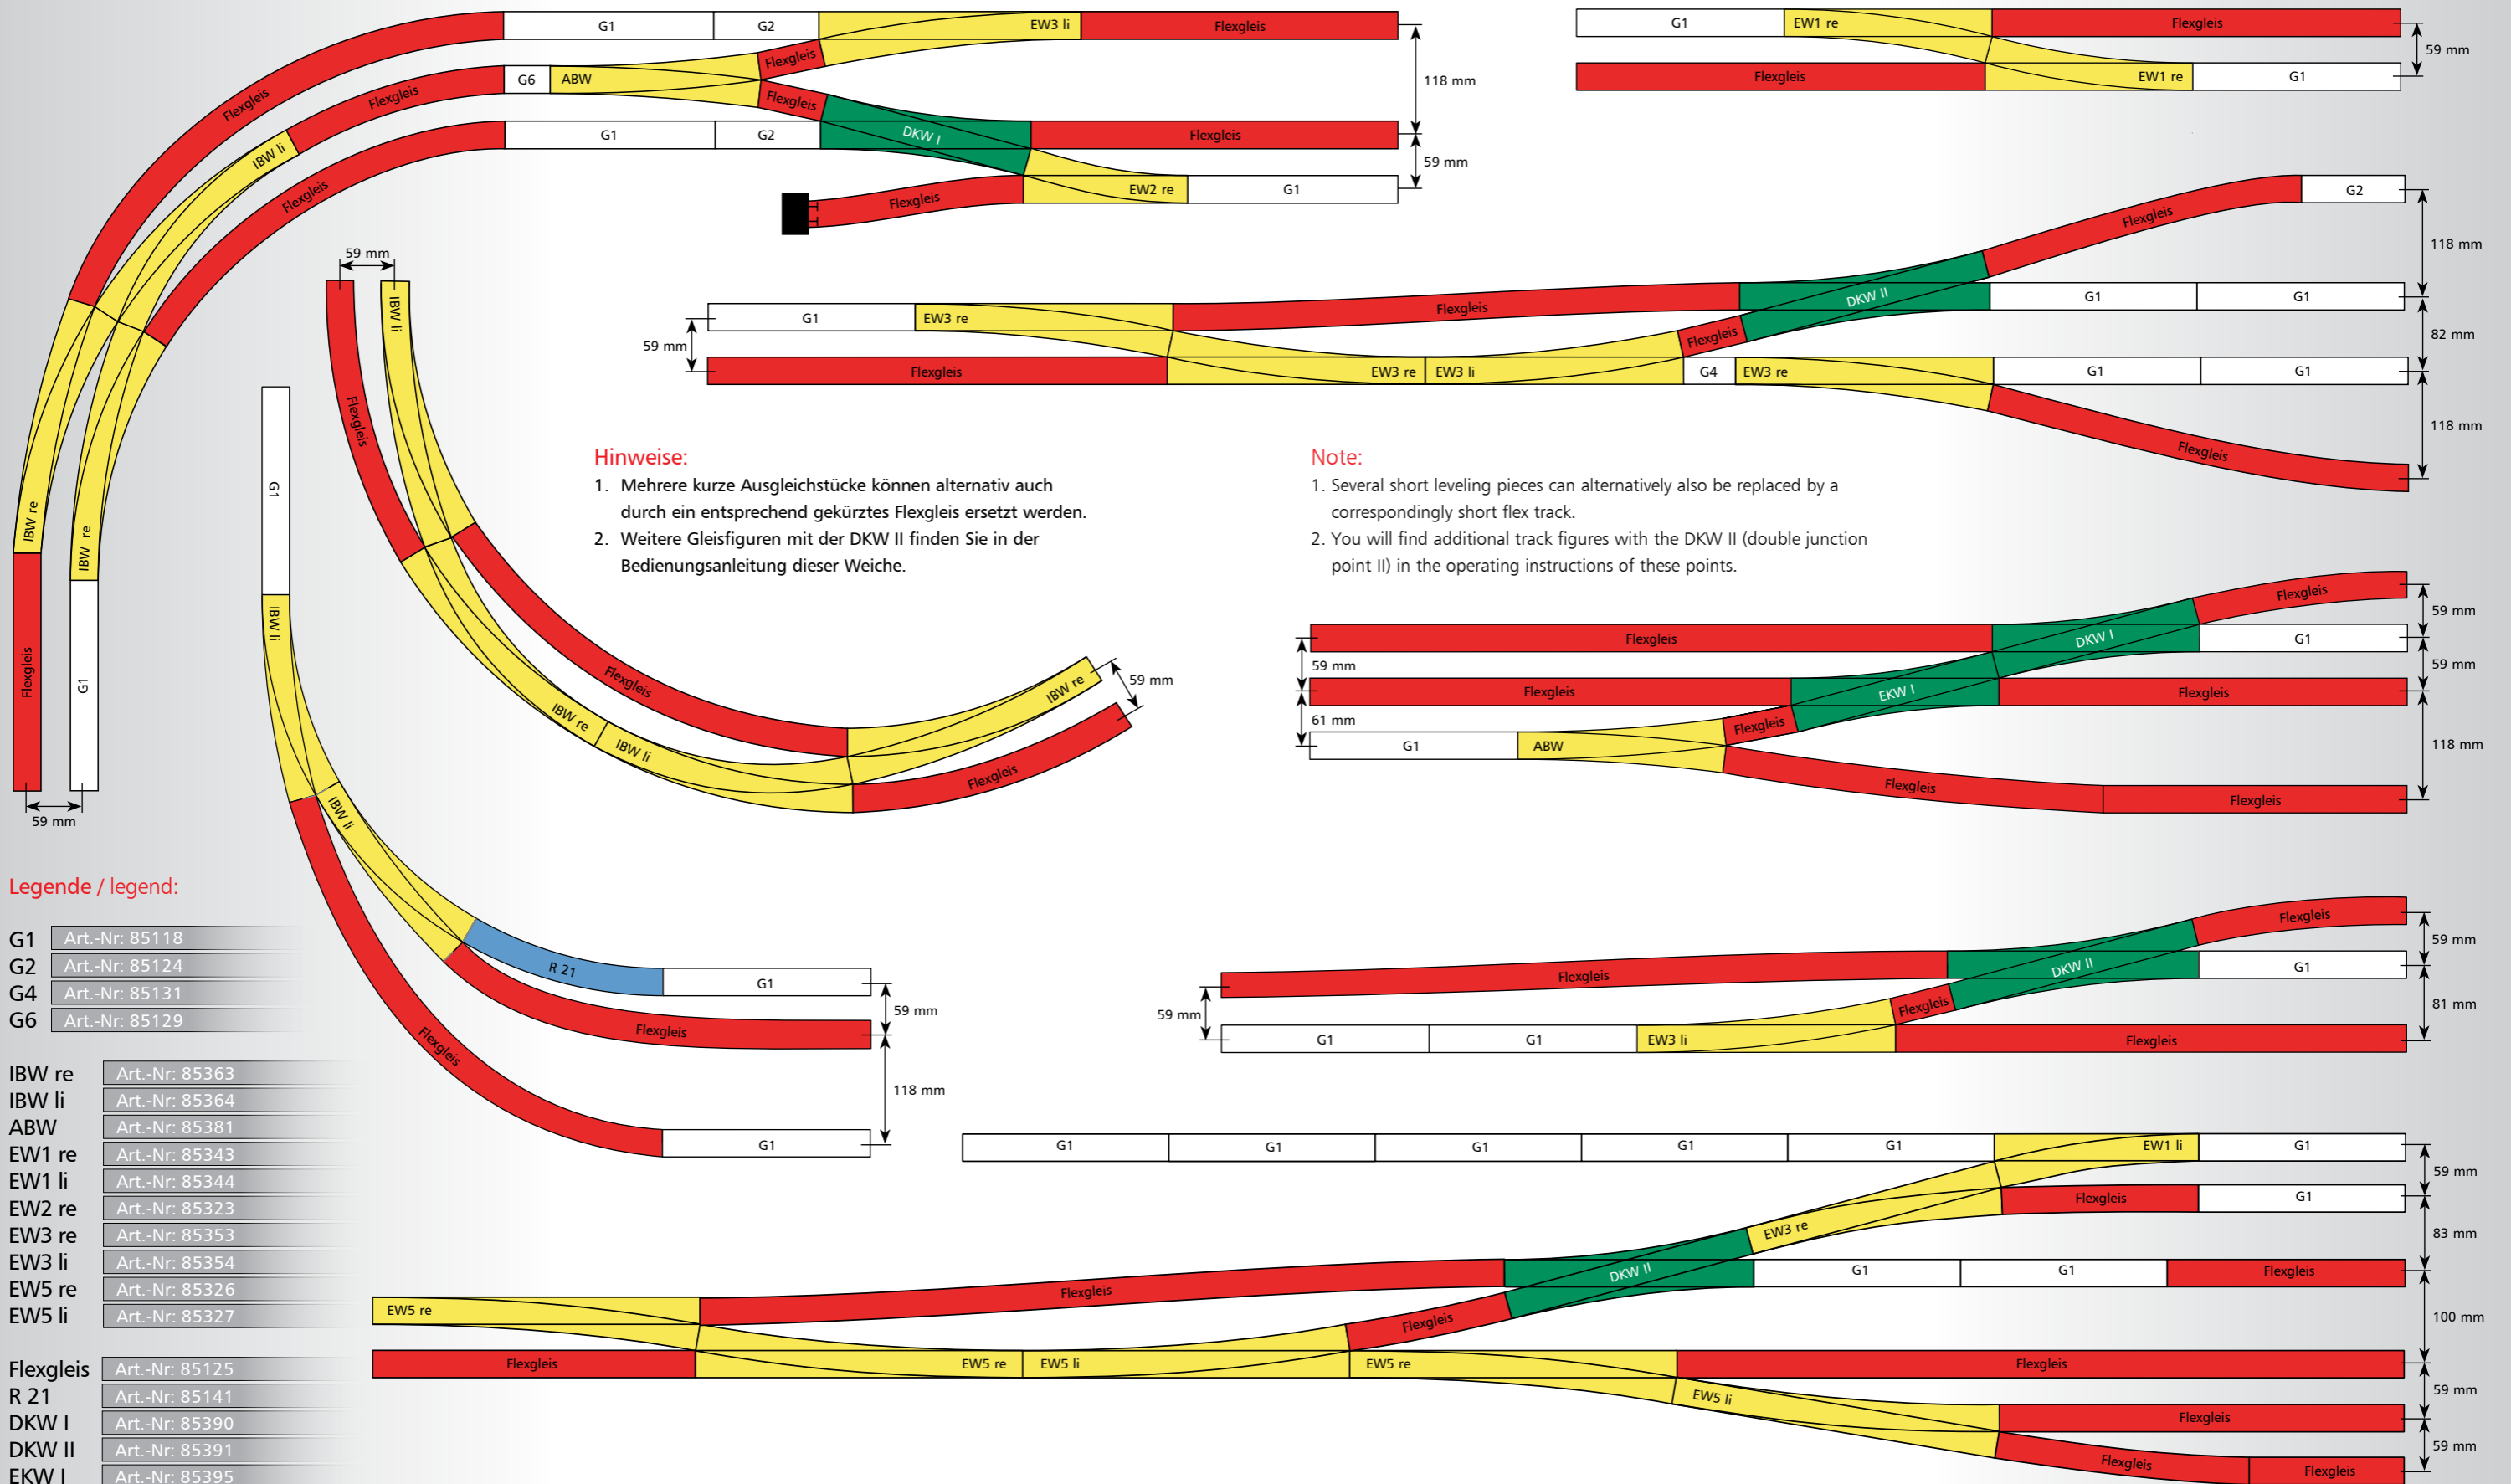 G1 G2 EW3 li Flexgleis
Flexgleis
G6 ABW
Flexgleis
Flexgleis
Flexgleis
118 mm
G1 G2 DKW I Flexgleis
59 mm
Flexgleis EW2 re G1
IBW li
Flexgleis
IBW re
IBW re
Flexgleis
G1
59 mm
G1 EW1 re Flexgleis
59 mm
Flexgleis EW1 re G1
Flexgleis G2
118 mm
G1 EW3 re Flexgleis DKW II G1 G1
59 mm
Flexgleis
82 mm
Flexgleis EW3 re EW3 li G4 EW3 re G1 G1
118 mm
Flexgleis
59 mm
IBW li
Flexgleis
Flexgleis
IBW re
IBW li
IBW re
59 mm
Flexgleis
Hinweise:
1. Mehrere kurze Ausgleichstücke können alternativ auch
durch ein entsprechend gekürztes Flexgleis ersetzt werden.
2. Weitere Gleisfiguren mit der DKW II finden Sie in der
Bedienungsanleitung dieser Weiche.
Note:
1. Several short leveling pieces can alternatively also be replaced by a
correspondingly short flex track.
2. You will find additional track figures with the DKW II (double junction
point II) in the operating instructions of these points.
G1
IBW li
IBW li
R 21
G1
59 mm
Flexgleis
118 mm
Flexgleis
G1
Flexgleis
59 mm
Flexgleis DKW I G1
59 mm
59 mm
Flexgleis EKW I Flexgleis
61 mm
Flexgleis
G1 ABW
118 mm
Flexgleis Flexgleis
Flexgleis
59 mm
Flexgleis DKW II G1
59 mm
Flexgleis
81 mm
G1 G1 EW3 li Flexgleis
G1 G1 G1 G1 G1 EW1 li G1
59 mm
Flexgleis G1
EW3 re
83 mm
Flexgleis DKW II G1 G1 Flexgleis
EW5 re
Flexgleis
100 mm
Flexgleis EW5 re EW5 li EW5 re Flexgleis
59 mm
EW5 li
Flexgleis
59 mm
Flexgleis Flexgleis
Legende / legend:
G1 Art.-Nr: 85118
G2 Art.-Nr: 85124
G4 Art.-Nr: 85131
G6 Art.-Nr: 85129
IBW re Art.-Nr: 85363
IBW li Art.-Nr: 85364
ABW Art.-Nr: 85381
EW1 re Art.-Nr: 85343
EW1 li Art.-Nr: 85344
EW2 re Art.-Nr: 85323
EW3 re Art.-Nr: 85353
EW3 li Art.-Nr: 85354
EW5 re Art.-Nr: 85326
EW5 li Art.-Nr: 85327
Flexgleis Art.-Nr: 85125
R 21 Art.-Nr: 85141
DKW I Art.-Nr: 85390
DKW II Art.-Nr: 85391
EKW I Art.-Nr: 85395